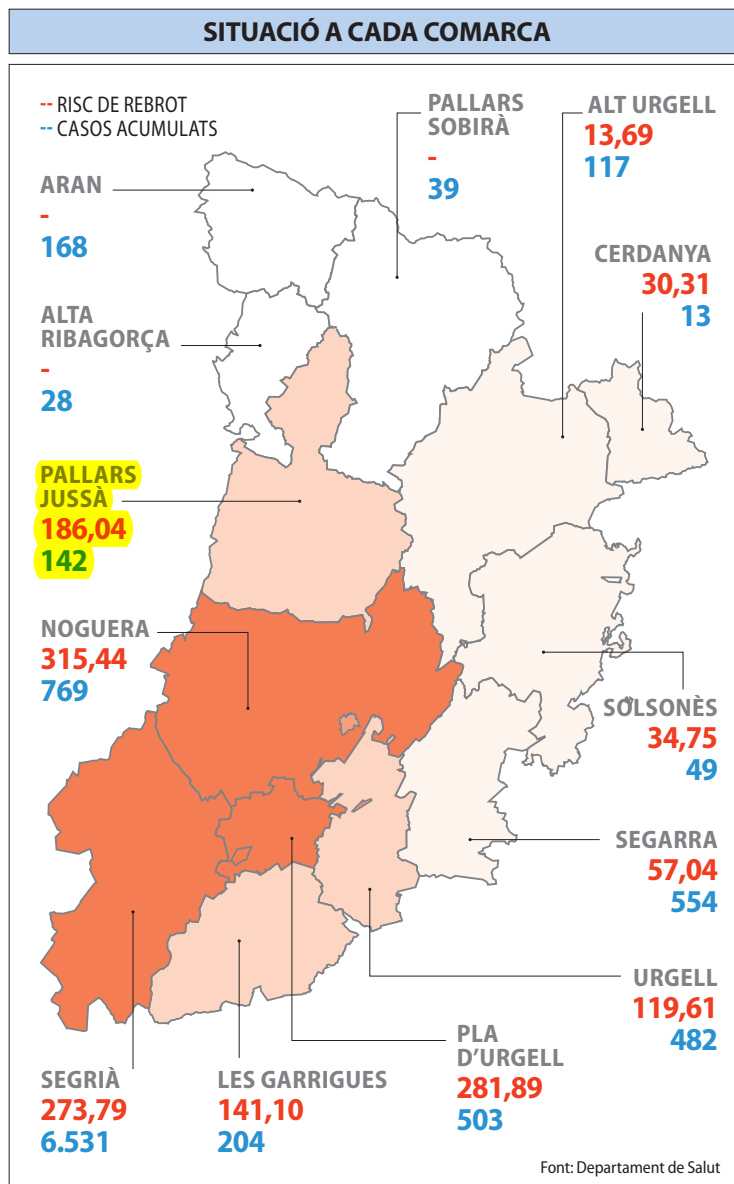 SITUACIÓ A CADA COMARCA
-- RISC DE REBROT
-- CASOS ACUMULATS
PALLARS
SOBIRÀ
-
39
ALT URGELL
13,69
117
ARAN
-
168
CERDANYA
30,31
13
ALTA
RIBAGORÇA
-
28
PALLARS
JUSSÀ
186,04
142
NOGUERA
315,44
769
SOLSONÈS
34,75
49
SEGARRA
57,04
554
URGELL
119,61
482
PLA
D'URGELL
281,89
503
SEGRIÀ
273,79
6.531
LES GARRIGUES
141,10
204
Font: Departament de Salut